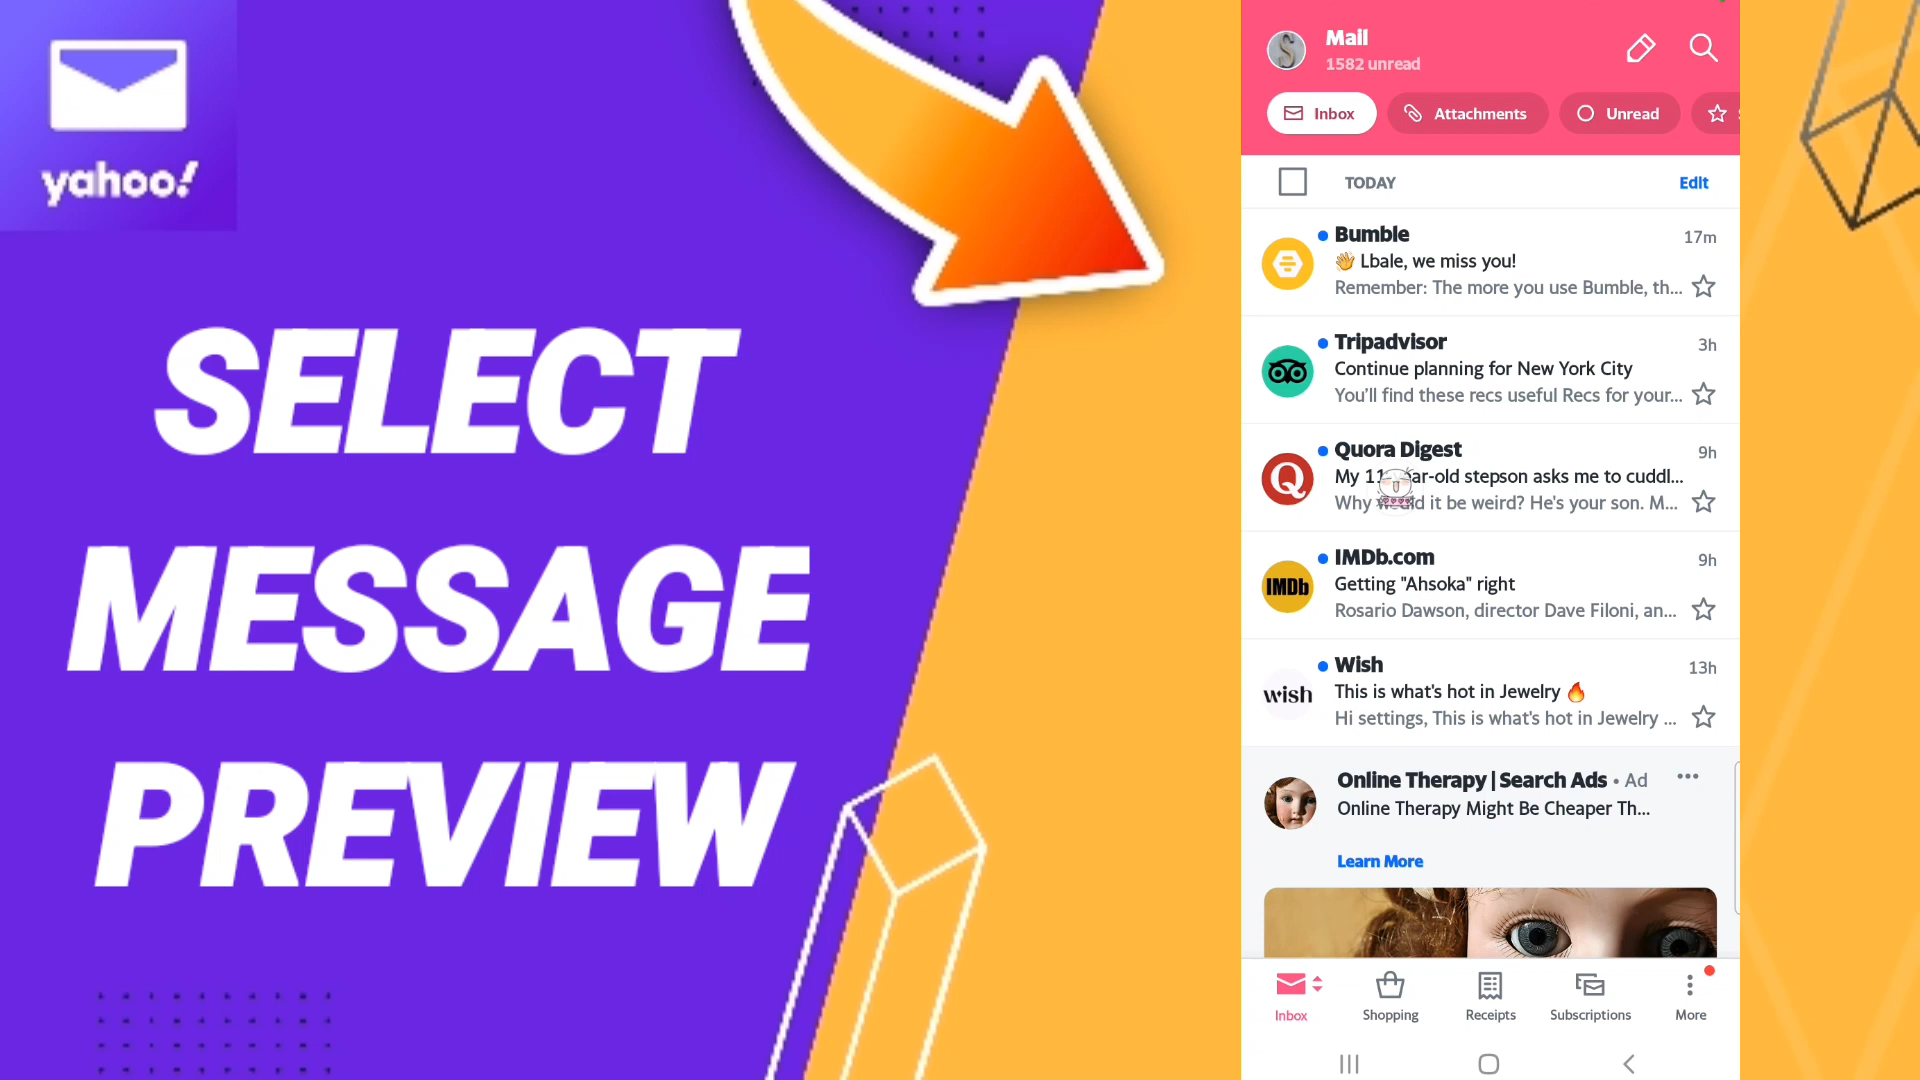 yahoo!
SELECT
MESSAGE
PREVIEW
Mail
1582 unread
Inbox
Attachments
Unread
TODAY
Edit
Bumble
17m
👋 Lbale, we miss you!
Remember: The more you use Bumble, th...
Tripadvisor
3h
Continue planning for New York City
You'll find these recs useful Recs for your...
Quora Digest
9h
My 11 ar-old stepson asks me to cuddl...
Why d it be weird? He's your son. M...
IMDb
IMDb.com
9h
Getting "Ahsoka" right
Rosario Dawson, director Dave Filoni, an...
wish
Wish
13h
This is what's hot in Jewelry 🔥
Hi settings, This is what's hot in Jewelry ...
Online Therapy | Search Ads • Ad
Online Therapy Might Be Cheaper Th...
Learn More
Inbox
Shopping
Receipts
Subscriptions
More